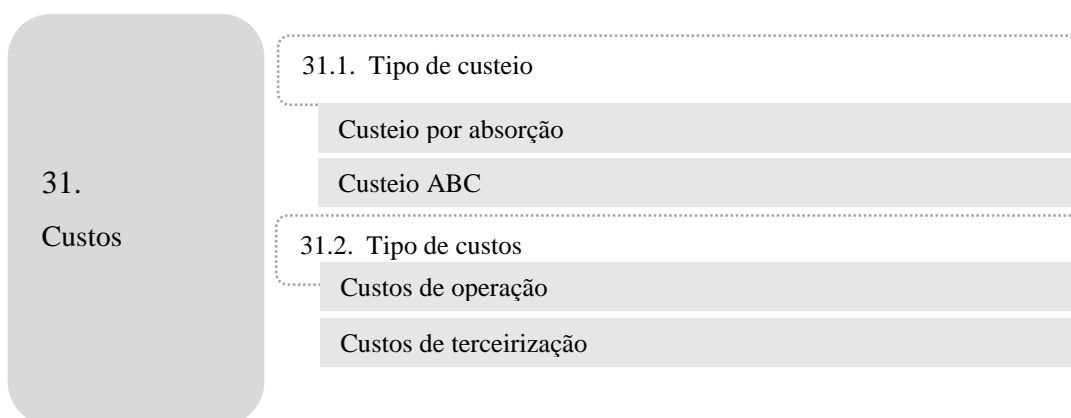 31.
Custos
31.1. Tipo de custeio
Custeio por absorção
Custeio ABC
31.2. Tipo de custos
Custos de operação
Custos de terceirização